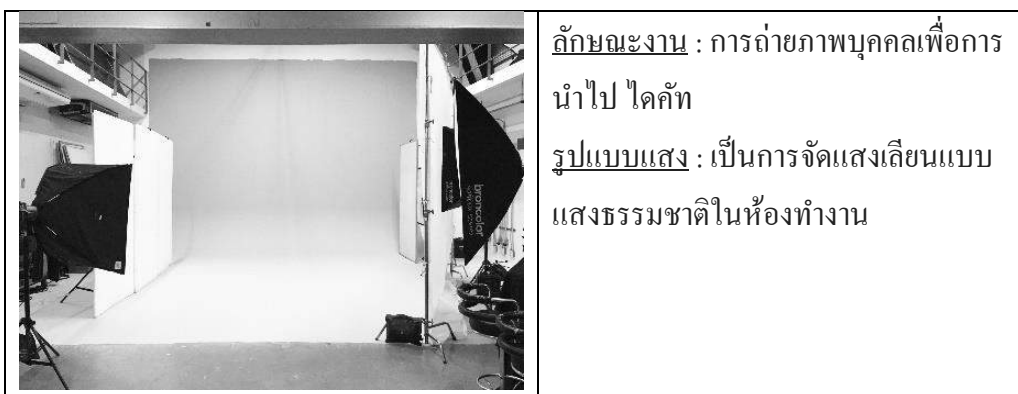 ลักษณะงาน : การถ่ายภาพบุคคลเพื่อการ
นำไป ไดคัท
รูปแบบแสง : เป็นการจัดแสงเลียนแบบ
แสงธรรมชาติในห้องทำงาน
broncolor